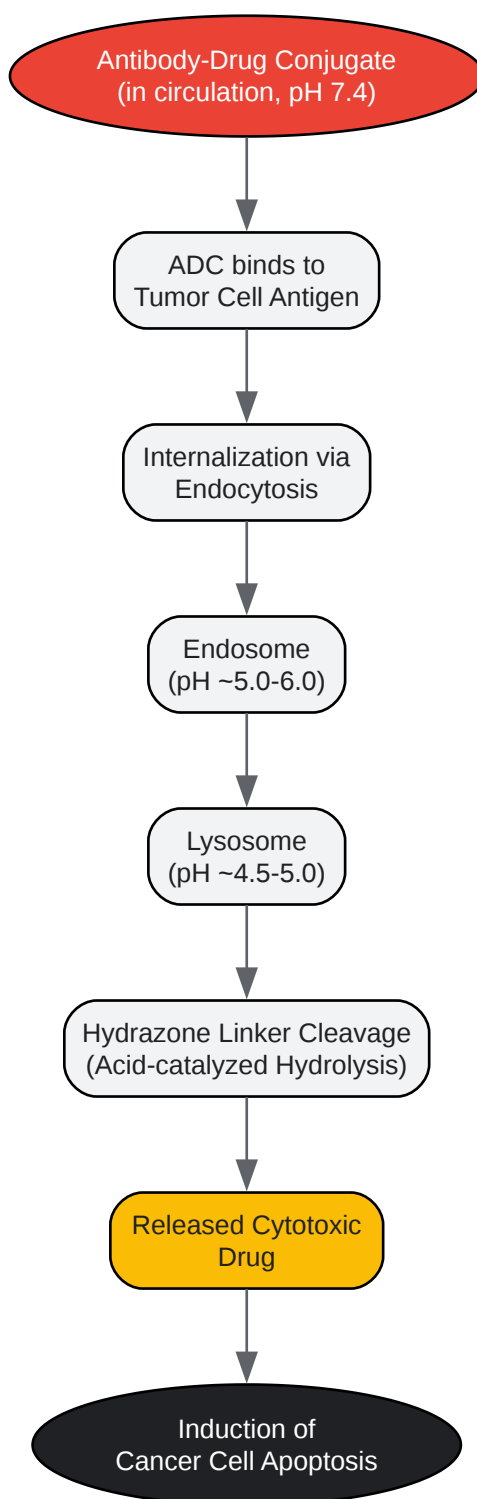 Antibody-Drug Conjugate
(in circulation, pH 7.4)
ADC binds to
Tumor Cell Antigen
Internalization via
Endocytosis
Endosome
(pH ~5.0-6.0)
Lysosome
(pH ~4.5-5.0)
Hydrazone Linker Cleavage
(Acid-catalyzed Hydrolysis)
Released Cytotoxic
Drug
Induction of
Cancer Cell Apoptosis